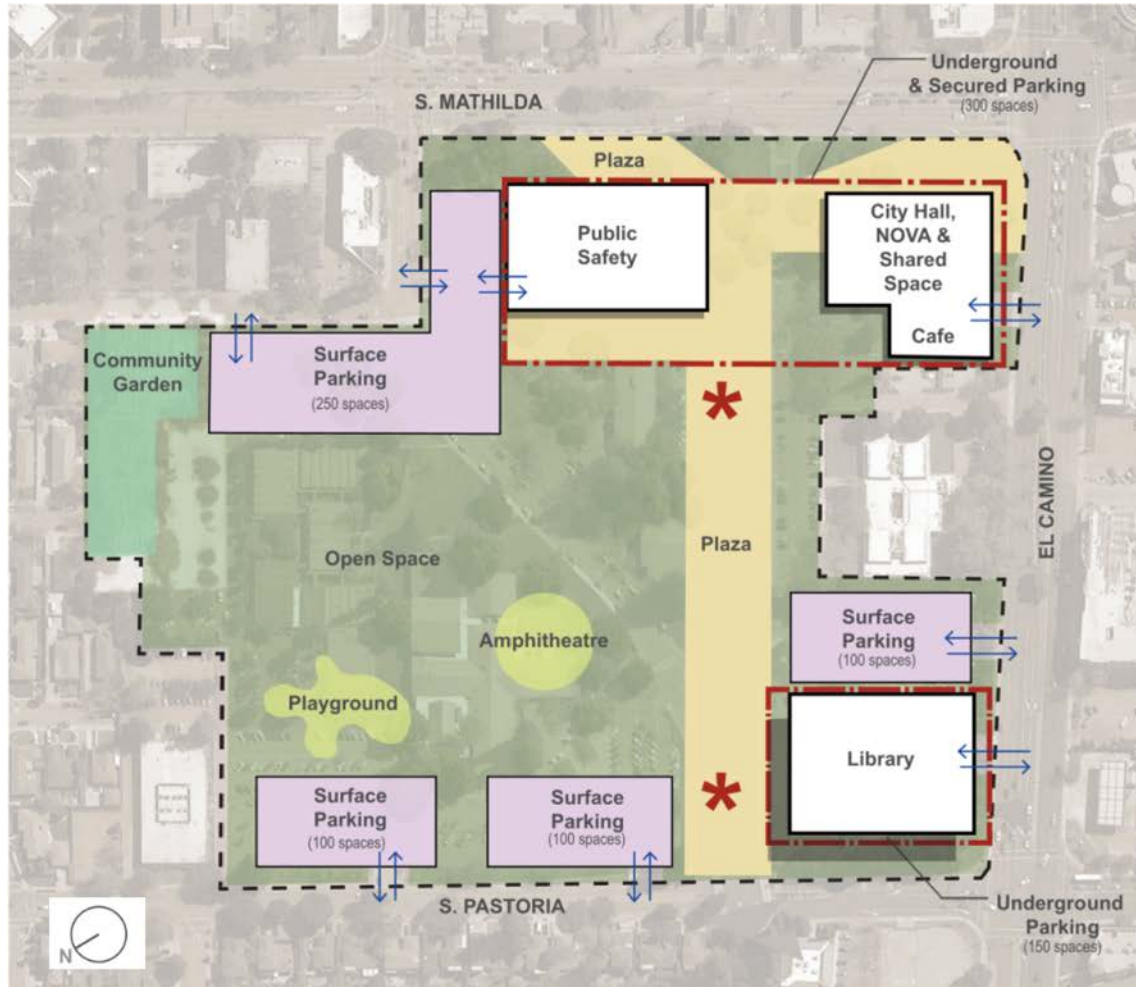 Underground
& Secured Parking
(300 spaces)
S. MATHILDA
Plaza
Public
Safety
City Hall,
NOVA &
Shared
Space
Cafe
Community
Garden
Surface
Parking
(250 spaces)
*
EL CAMINO
Plaza
Open Space
Amphitheatre
Surface
Parking
(100 spaces)
Playground
Library
*
Surface
Parking
(100 spaces)
Surface
Parking
(100 spaces)
S. PASTORIA
Underground
Parking
(150 spaces)
N